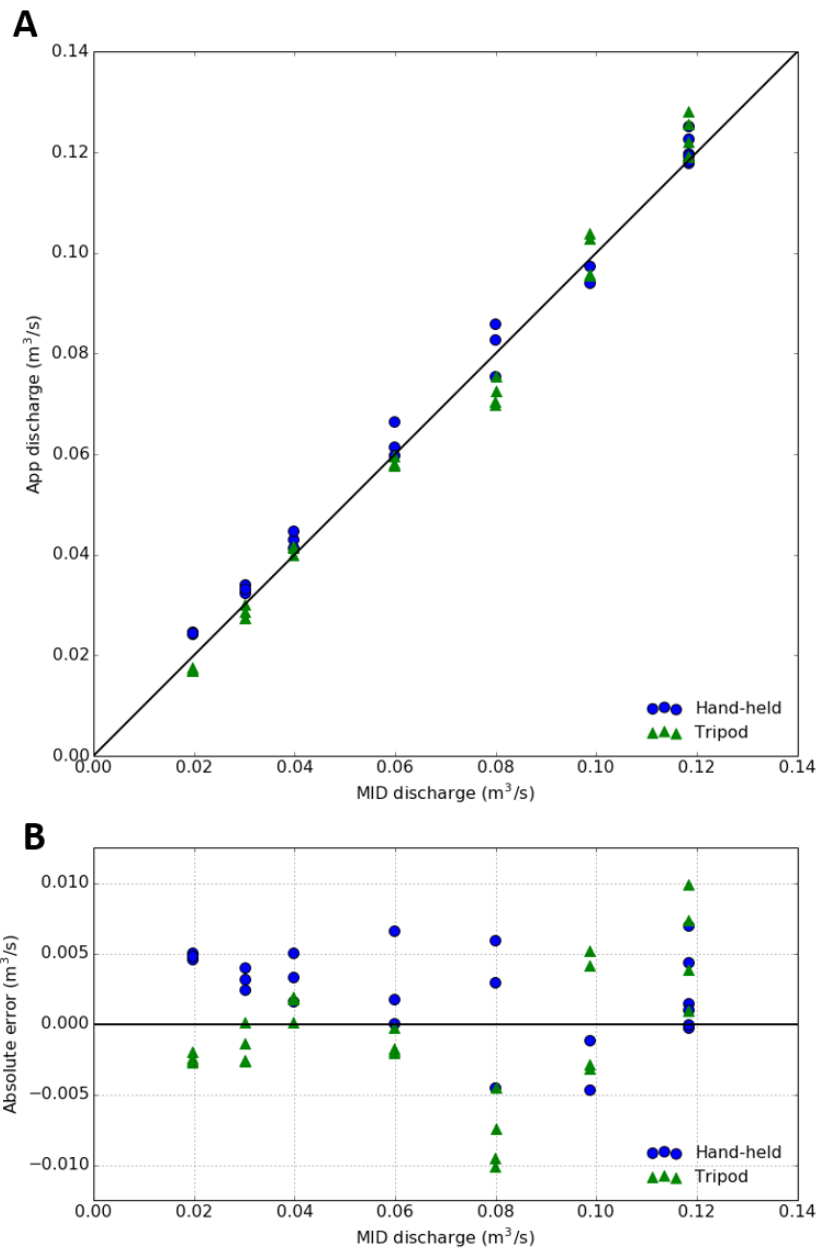 A
0.14
0.12
0.10
0.08
0.06
0.04
0.02
0.00
App discharge (m³/s)
Hand-held
Tripod
0.00 0.02 0.04 0.06 0.08 0.10 0.12 0.14
MID discharge (m³/s)
B
0.010
0.005
0.000
−0.005
−0.010
Absolute error (m³/s)
Hand-held
Tripod
0.00 0.02 0.04 0.06 0.08 0.10 0.12 0.14
MID discharge (m³/s)